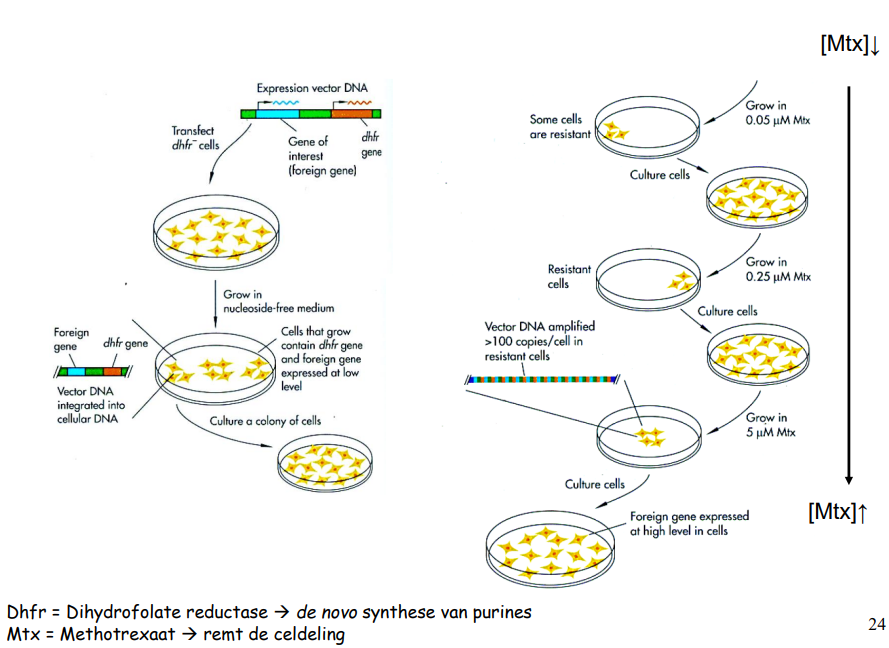 [Mtx]↓
Expression vector DNA
Transfect
dhfr⁻ cells
Gene of
interest
(foreign gene)
dhfr
gene
Grow in
nucleoside-free medium
Foreign
gene
dhfr gene
Vector DNA
integrated into
cellular DNA
Cells that grow
contain dhfr gene
and foreign gene
expressed at low
level
Culture a colony of cells
Some cells
are resistant
Grow in
0.05 µM Mtx
Culture cells
Resistant
cells
Grow in
0.25 µM Mtx
Culture cells
Vector DNA amplified
>100 copies/cell in
resistant cells
Grow in
5 µM Mtx
Culture cells
Foreign gene expressed
at high level in cells
[Mtx]↑
Dhfr = Dihydrofolate reductase → de novo synthese van purines
Mtx = Methotrexaat → remt de celdeling
24